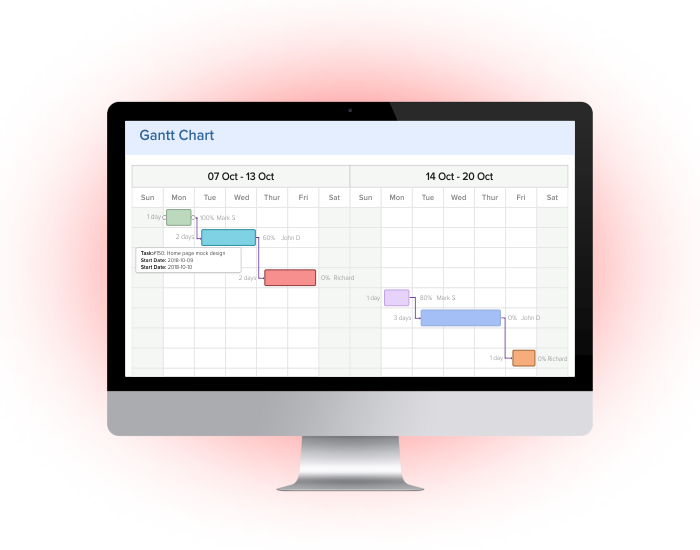 Gantt Chart
07 Oct - 13 Oct 14 Oct - 20 Oct
Sun Mon Tue Wed Thur Fri Sat Sun Mon Tue Wed Thur Fri Sat
1 day 100% Mark S
2 days 60% John D
Task:#150: Home page mock design
Start Date: 2018-10-09
Start Date: 2018-10-10
2 days 0% Richard
1 day 80% Mark S
3 days 0% John D
1 day 0% Richard